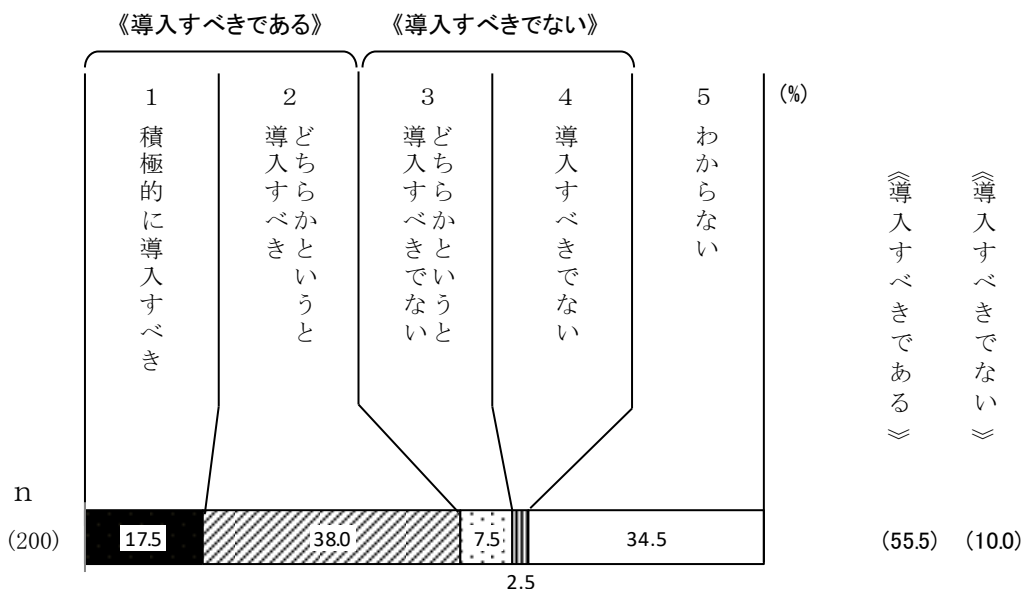 《導入すべきである》 《導入すべきでない》
1 積極的に導入すべき
2 どちらかというと
導入すべき
3 どちらかというと
導入すべきでない
4 導入すべきでない
5 わからない
(%)
《導入すべきである》
《導入すべきでない》
n
(200) 17.5 38.0 7.5 34.5 (55.5) (10.0)
2.5